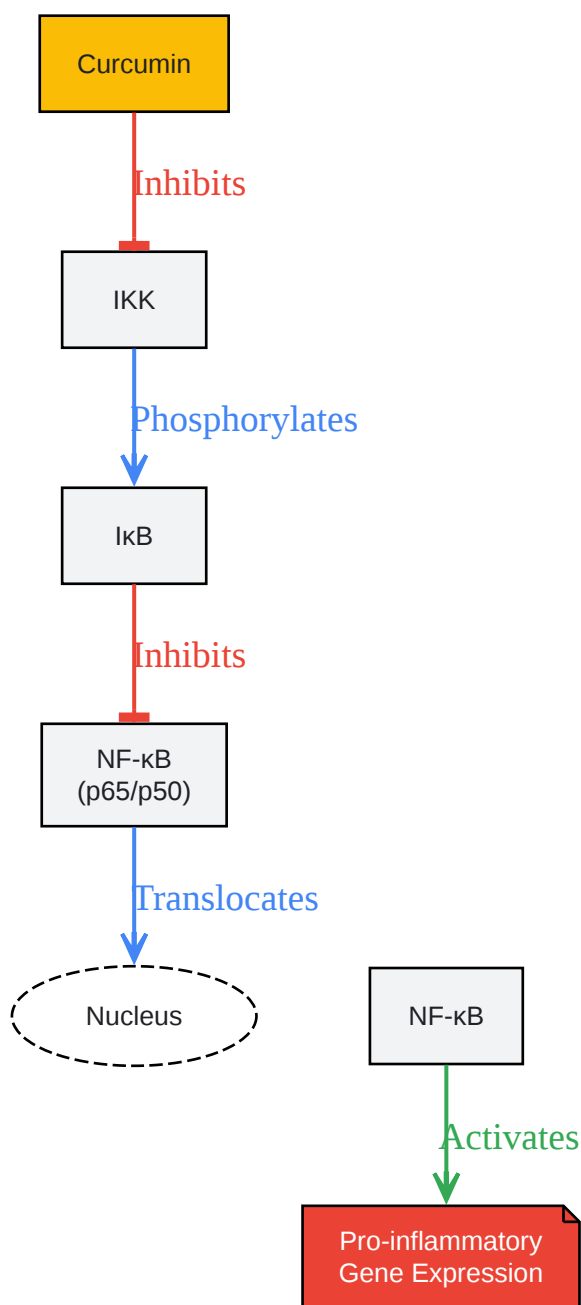 Curcumin
Inhibits
IKK
Phosphorylates
IκB
Inhibits
NF-κB
(p65/p50)
Translocates
Nucleus
NF-κB
Activates
Pro-inflammatory
Gene Expression